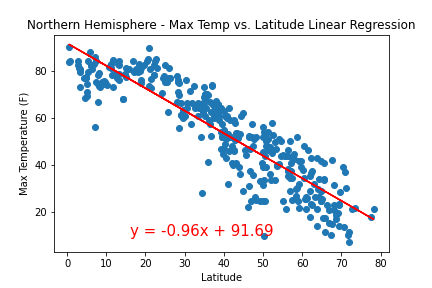 Northern Hemisphere - Max Temp vs. Latitude Linear Regression
Max Temperature (F)
80
60
40
20
y = -0.96x + 91.69
0 10 20 30 40 50 60 70 80
Latitude